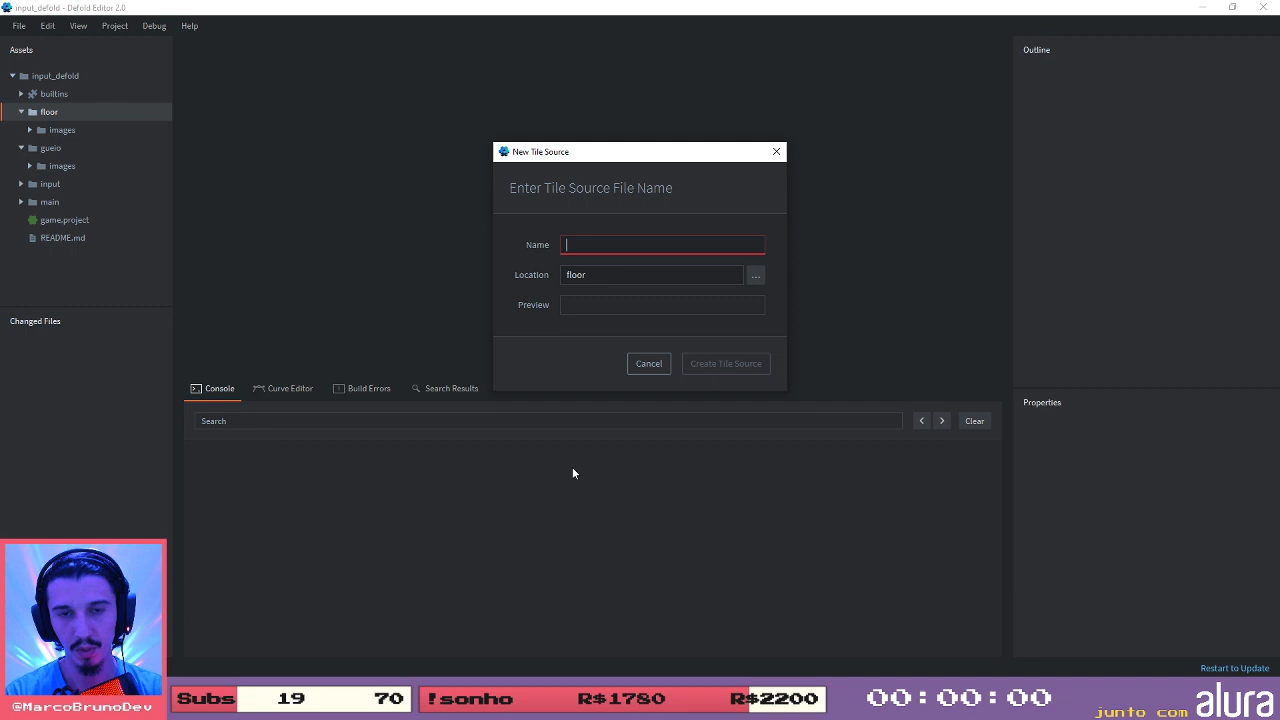 input_defold - Defold Editor 2.0
File Edit View Project Debug Help
Assets
input_defold
builtins
floor
images
gueio
images
input
main
game.project
README.md
Changed Files
New Tile Source
Enter Tile Source File Name
Name
Location floor ...
Preview
Cancel Create Tile Source
Console Curve Editor Build Errors Search Results
Search Clear
Outline
Properties
Restart to Update
@MarcoBrunoDev
Subs 19 70
!sonho R$1780 R$2200
00:00:00
junto com alura